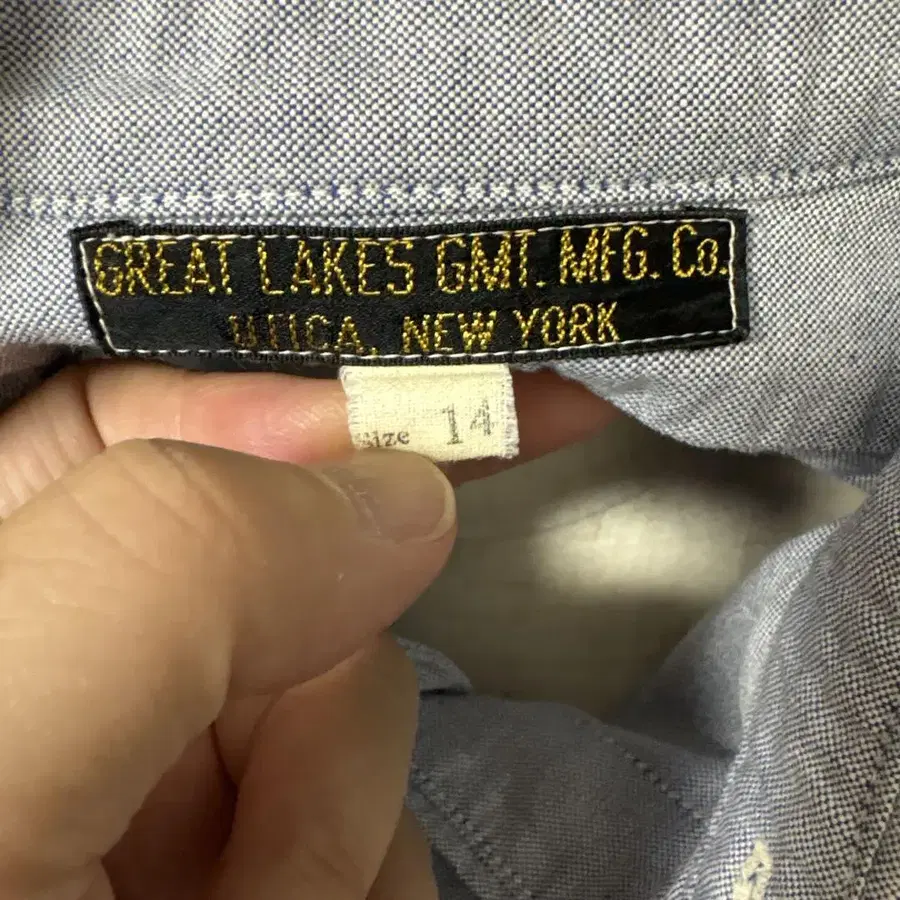 GREAT LAKES GMT. MFG. Co.
UTICA, NEW YORK
Size 14